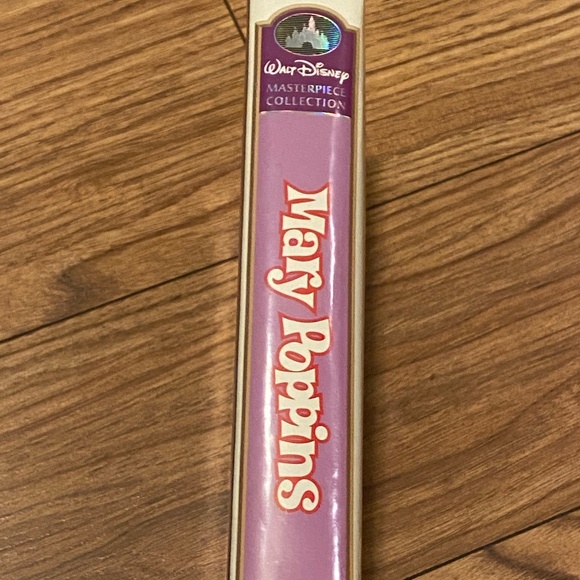 Walt Disney
MASTERPIECE
COLLECTION
Mary Poppins